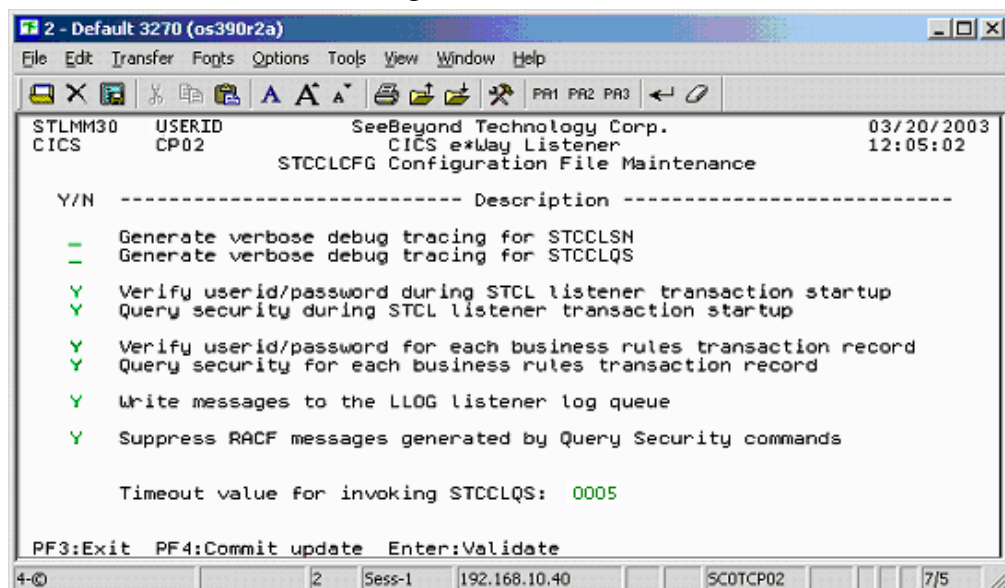 2 - Default 3270 (os390r2a)
File Edit Transfer Fonts Options Tools View Window Help
A A A PA1 PA2 PA3
STLMM30 USERID SeeBeyond Technology Corp. 03/20/2003
CICS CP02 CICS e*Way Listener 12:05:02
STCCLCFG Configuration File Maintenance
Y/N ---------------------------- Description ---------------------------
_ Generate verbose debug tracing for STCCLSN
_ Generate verbose debug tracing for STCCLQS
Y Verify userid/password during STCL listener transaction startup
Y Query security during STCL listener transaction startup
Y Verify userid/password for each business rules transaction record
Y Query security for each business rules transaction record
Y Write messages to the LLOG listener log queue
Y Suppress RACF messages generated by Query Security commands
Timeout value for invoking STCCLQS: 0005
PF3:Exit PF4:Commit update Enter:Validate
4-© 2 Sess-1 192.168.10.40 SC0TCP02 7/5